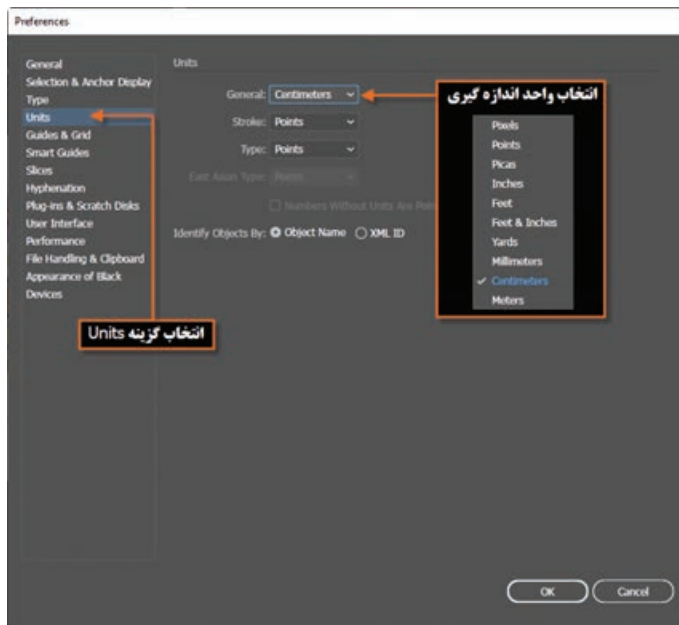 Preferences
General
Selection & Anchor Display
Type
Units
Guides & Grid
Smart Guides
Slices
Hyphenation
Plug-ins & Scratch Disks
User Interface
Performance
File Handling & Clipboard
Appearance of Black
Devices
Units
General: Centimeters
Stroke: Points
Type: Points
East Asian Type: Points
Numbers Without Units Are
Identify Objects By: Object Name XML ID
انتخاب واحد اندازه گیری
Pixels
Points
Picas
Inches
Feet
Feet & Inches
Yards
Millimeters
Centimeters
Meters
انتخاب گزینه Units
OK Cancel